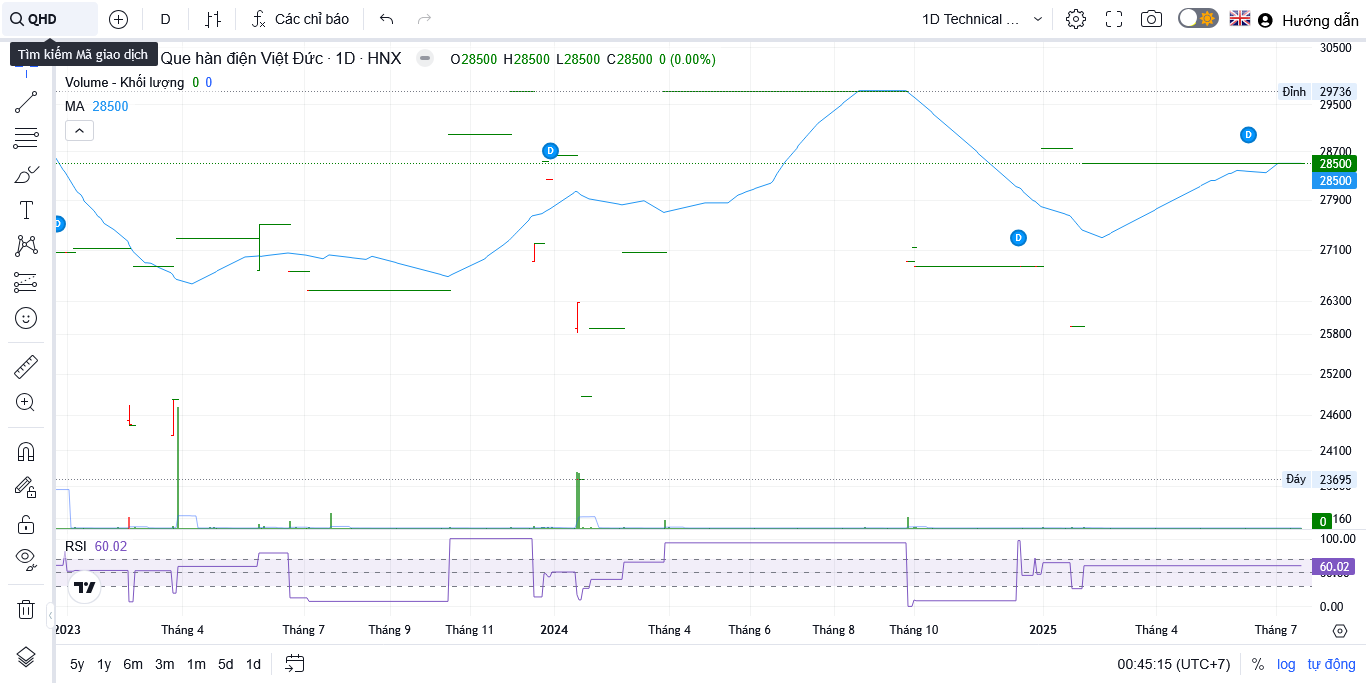 QHD
D
Các chỉ báo
1D Technical ...
Hướng dẫn
Tìm kiếm Mã giao dịch
Que hàn điện Việt Đức · 1D · HNX
O28500 H28500 L28500 C28500 0 (0.00%)
Volume - Khối lượng 0 0
MA 28500
30500
Đỉnh 29736
29500
28700
28500
28500
27900
27100
26300
25800
25200
24600
24100
Đáy 23695
0
160
D
D
D
D
RSI 60.02
100.00
60.02
0.00
2023
Tháng 4
Tháng 7
Tháng 9
Tháng 11
2024
Tháng 4
Tháng 6
Tháng 8
Tháng 10
2025
Tháng 4
Tháng 7
5y 1y 6m 3m 1m 5d 1d
00:45:15 (UTC+7)
% log tự động